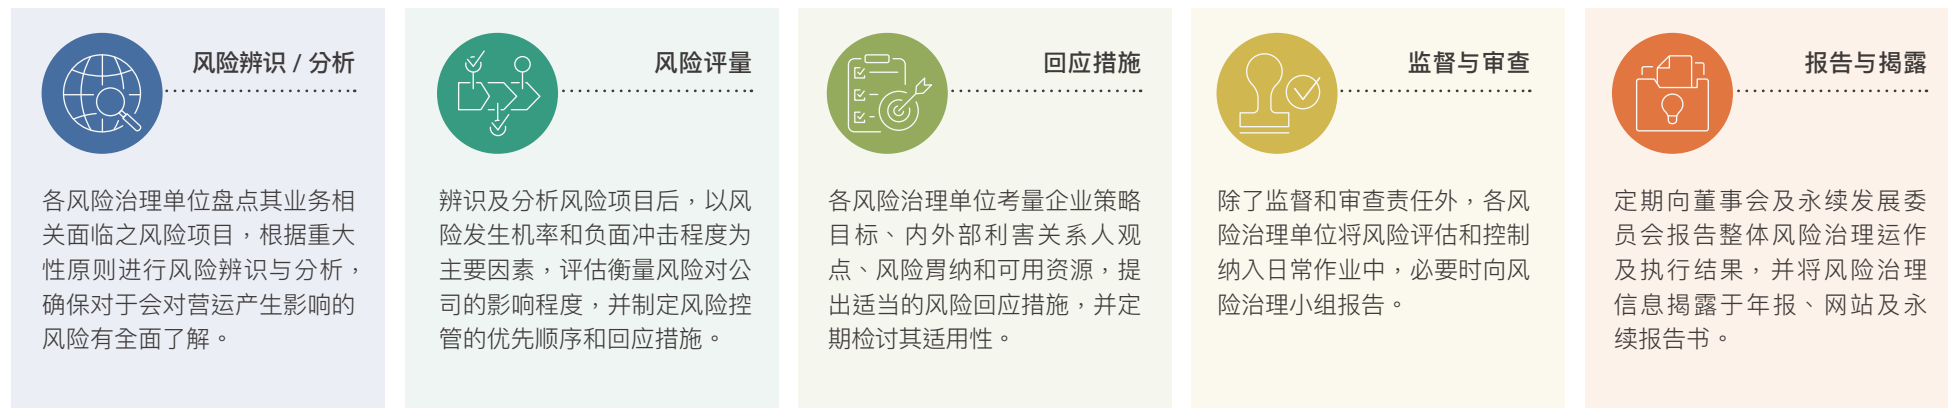 风险辨识 / 分析
各风险治理单位盘点其业务相
关面临之风险项目，根据重大
性原则进行风险辨识与分析，
确保对于会对营运产生影响的
风险有全面了解。
风险评量
辨识及分析风险项目后，以风
险发生机率和负面冲击程度为
主要因素，评估衡量风险对公
司的影响程度，并制定风险控
管的优先顺序和回应措施。
回应措施
各风险治理单位考量企业策略
目标、内外部利害关系人观
点、风险胃纳和可用资源，提
出适当的风险回应措施，并定
期检讨其适用性。
监督与审查
除了监督和审查责任外，各风
险治理单位将风险评估和控制
纳入日常作业中，必要时向风
险治理小组报告。
报告与揭露
定期向董事会及永续发展委
员会报告整体风险治理运作
及执行结果，并将风险治理
信息揭露于年报、网站及永
续报告书。